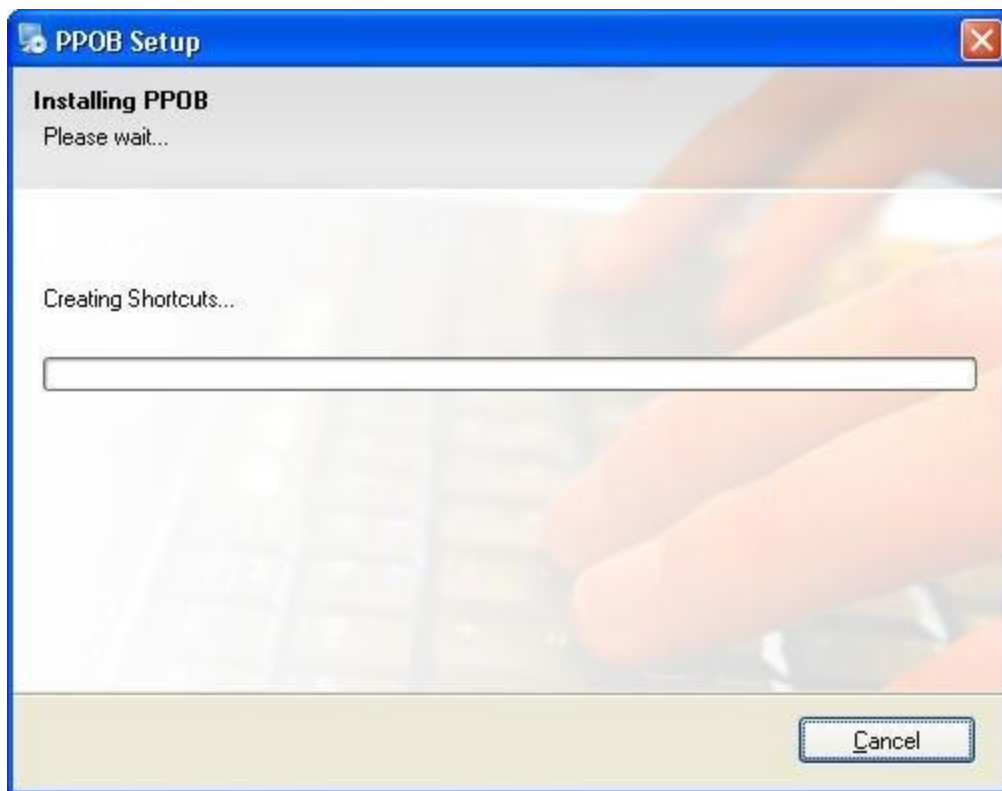 PPOB Setup
Installing PPOB
Please wait...
Creating Shortcuts...
Cancel